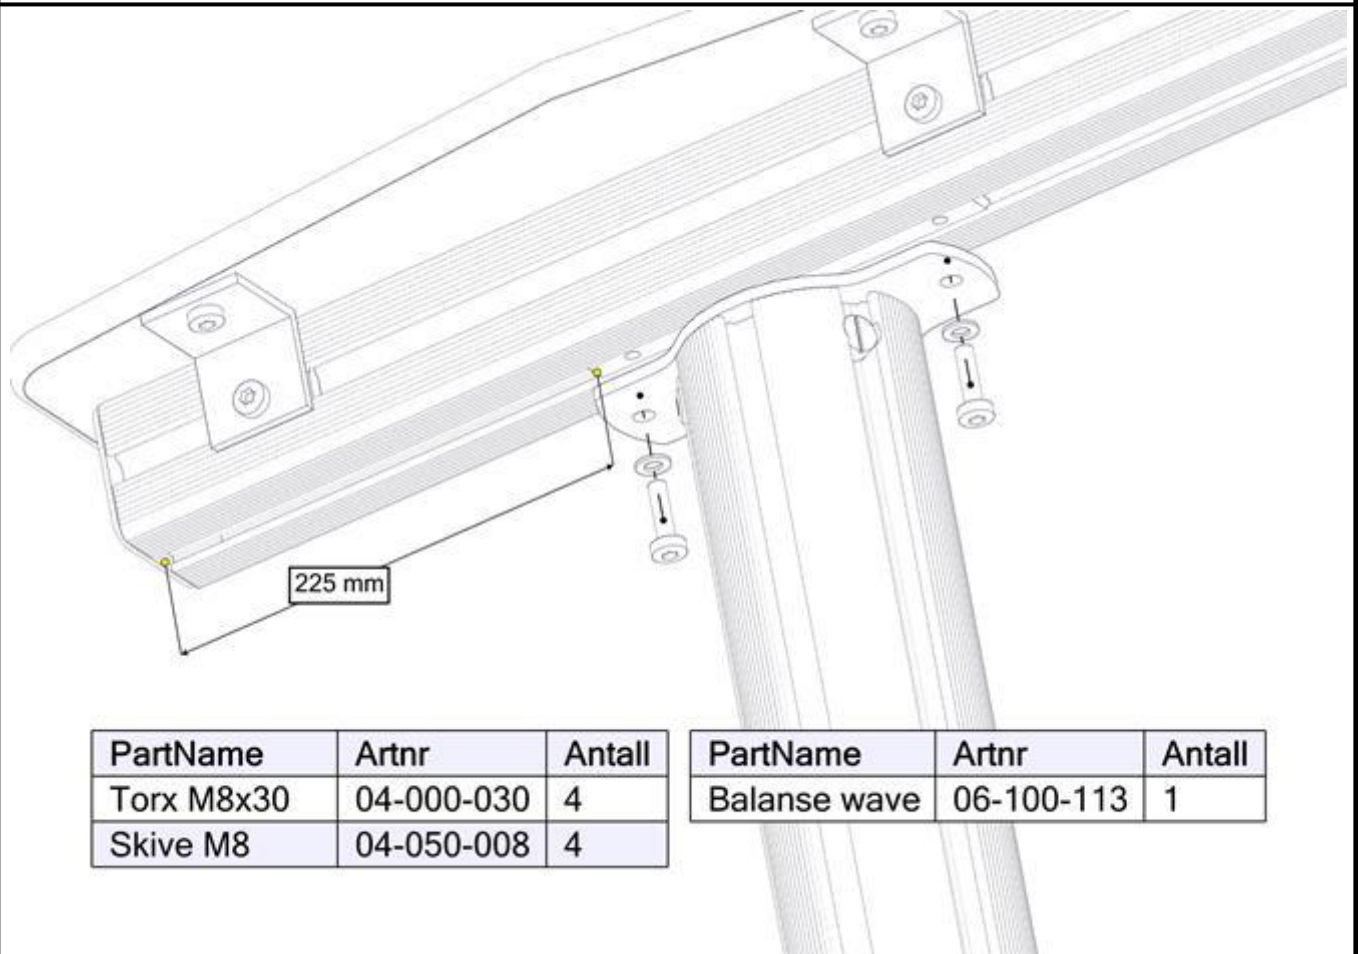 225 mm
PartName Artnr Antall
Torx M8x30 04-000-030 4
Skive M8 04-050-008 4
PartName Artnr Antall
Balanse wave 06-100-113 1